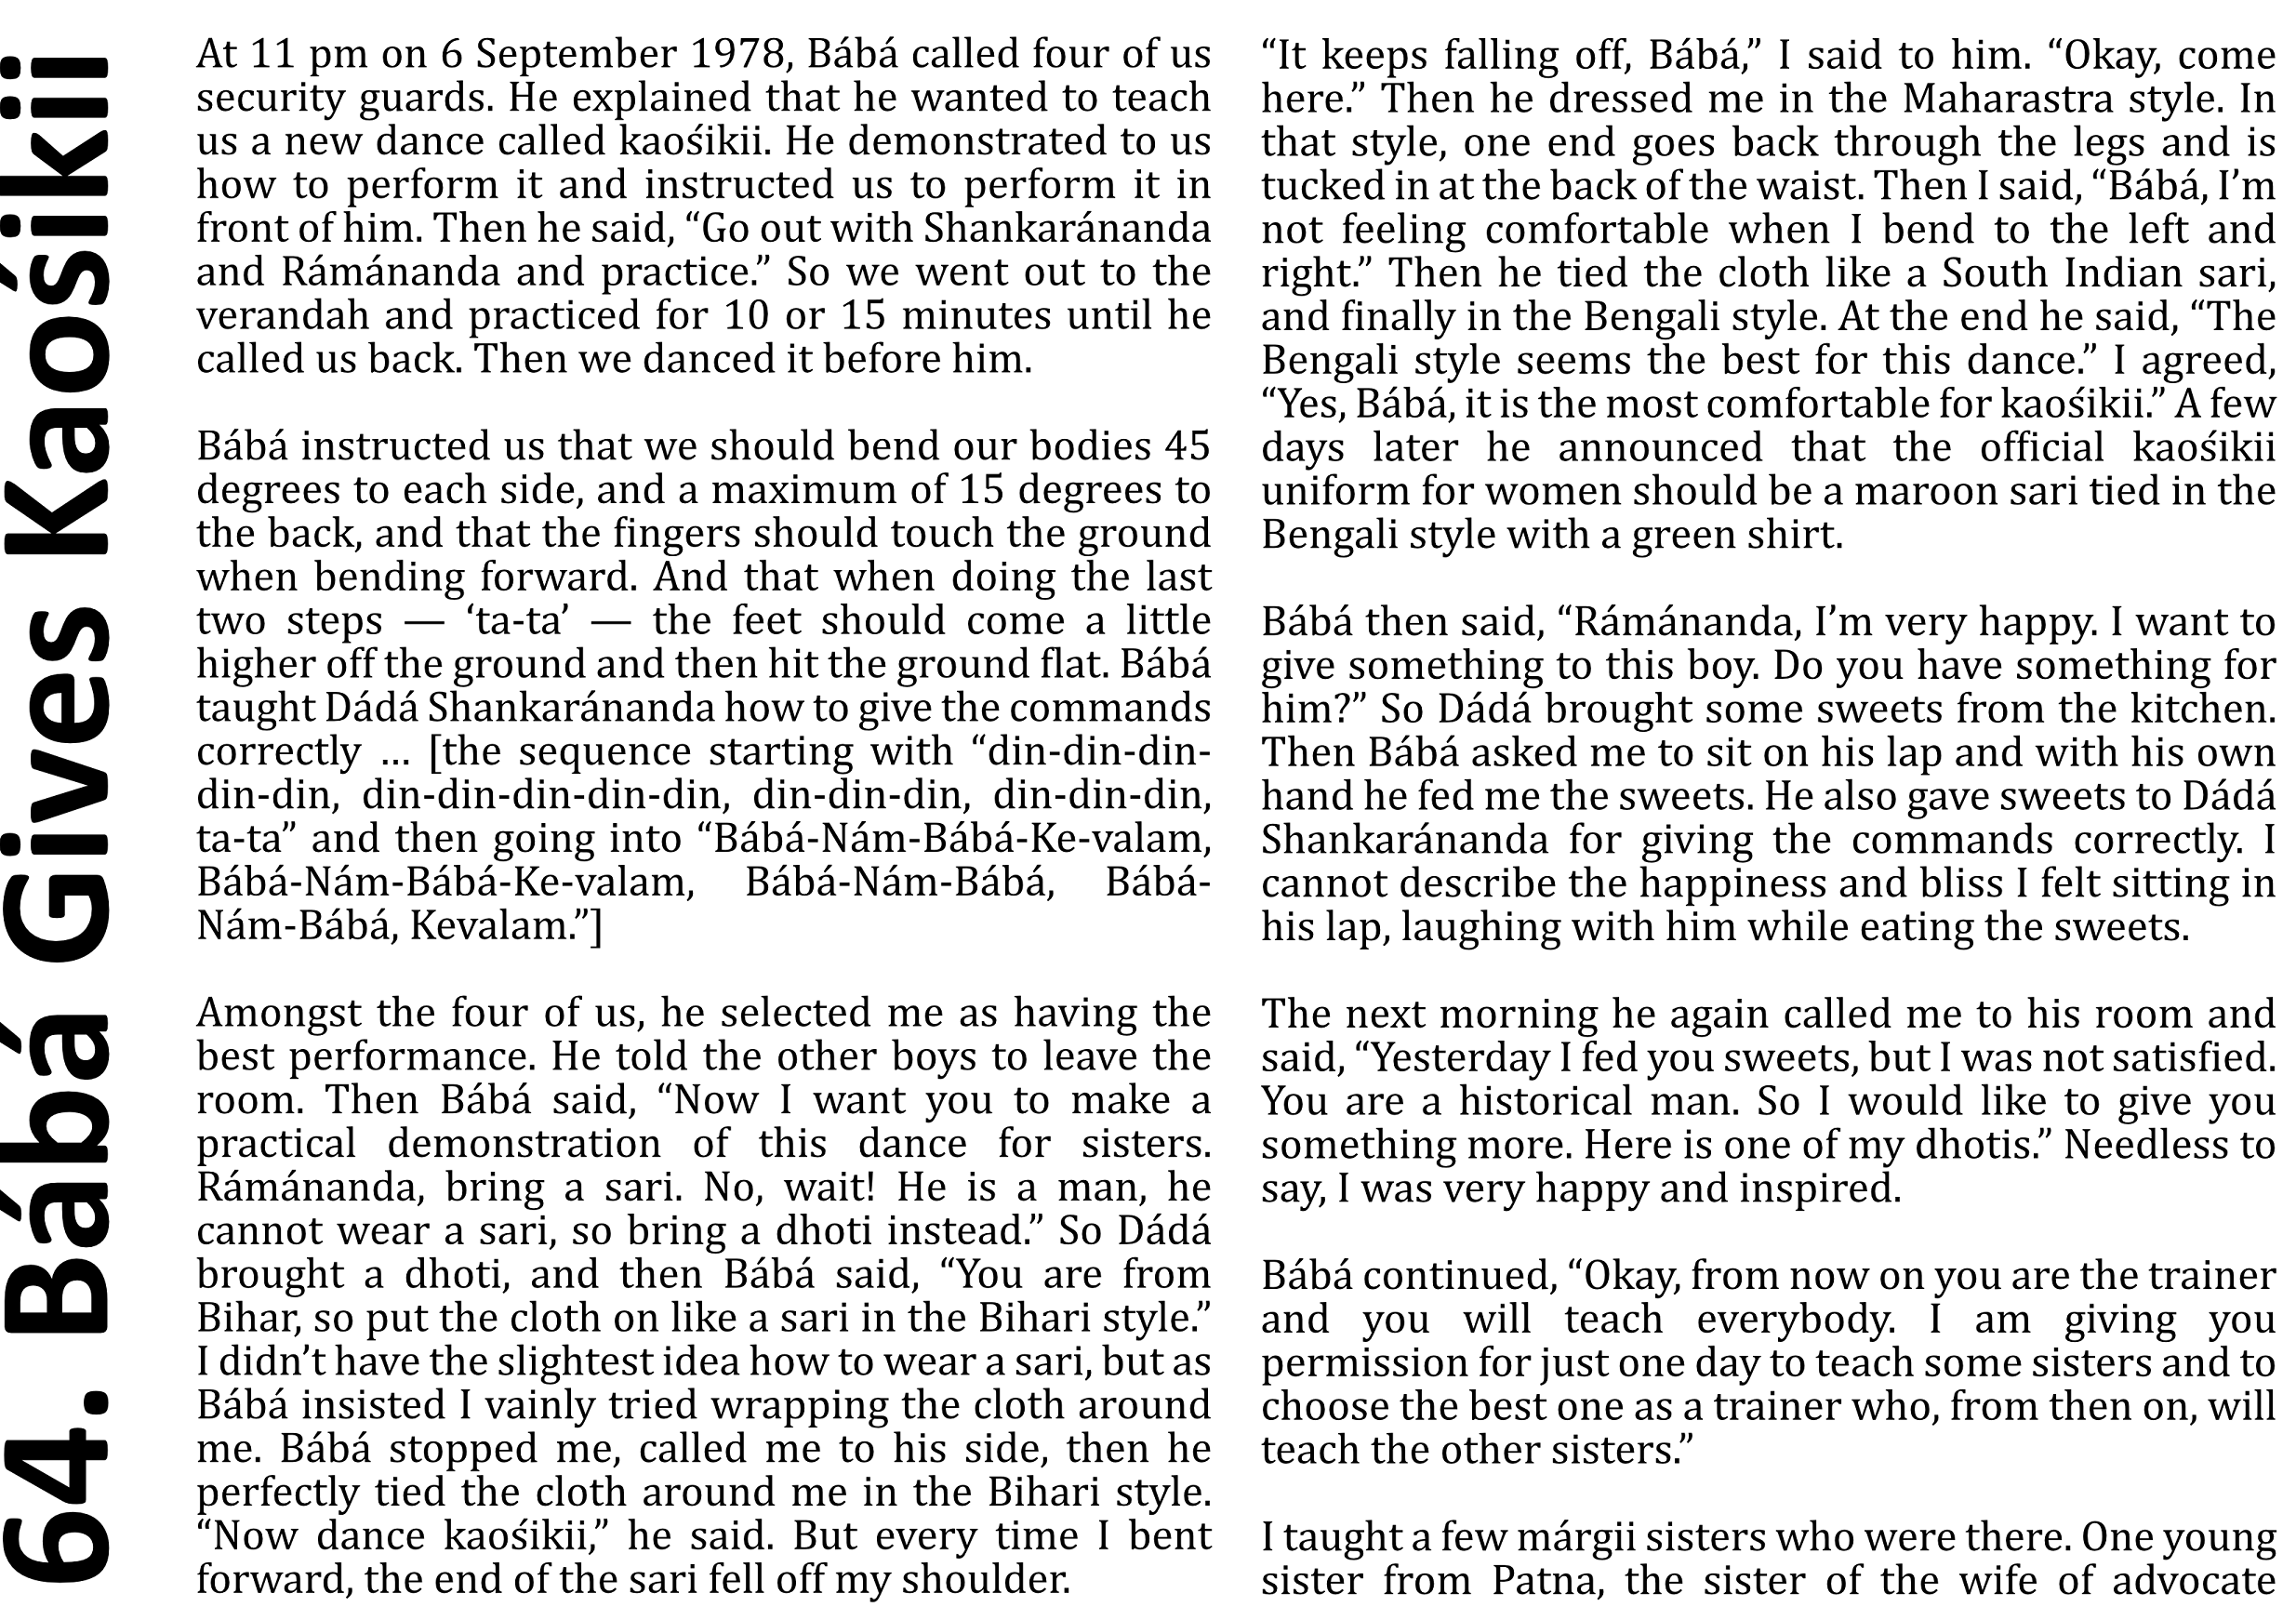 64. Bábá Gives Kaośikii
At 11 pm on 6 September 1978, Bábá called four of us
security guards. He explained that he wanted to teach
us a new dance called kaośikii. He demonstrated to us
how to perform it and instructed us to perform it in
front of him. Then he said, “Go out with Shankaránanda
and Rámánanda and practice.” So we went out to the
verandah and practiced for 10 or 15 minutes until he
called us back. Then we danced it before him.
Bábá instructed us that we should bend our bodies 45
degrees to each side, and a maximum of 15 degrees to
the back, and that the fingers should touch the ground
when bending forward. And that when doing the last
two steps — ‘ta-ta’ — the feet should come a little
higher off the ground and then hit the ground flat. Bábá
taught Dádá Shankaránanda how to give the commands
correctly ... [the sequence starting with “din-din-din-
din-din, din-din-din-din-din, din-din-din, din-din-din,
ta-ta” and then going into “Bábá-Nám-Bábá-Ke-valam,
Bábá-Nám-Bábá-Ke-valam, Bábá-Nám-Bábá, Bábá-
Nám-Bábá, Kevalam.”]
Amongst the four of us, he selected me as having the
best performance. He told the other boys to leave the
room. Then Bábá said, “Now I want you to make a
practical demonstration of this dance for sisters.
Rámánanda, bring a sari. No, wait! He is a man, he
cannot wear a sari, so bring a dhoti instead.” So Dádá
brought a dhoti, and then Bábá said, “You are from
Bihar, so put the cloth on like a sari in the Bihari style.”
I didn’t have the slightest idea how to wear a sari, but as
Bábá insisted I vainly tried wrapping the cloth around
me. Bábá stopped me, called me to his side, then he
perfectly tied the cloth around me in the Bihari style.
“Now dance kaośikii,” he said. But every time I bent
forward, the end of the sari fell off my shoulder.
“It keeps falling off, Bábá,” I said to him. “Okay, come
here.” Then he dressed me in the Maharastra style. In
that style, one end goes back through the legs and is
tucked in at the back of the waist. Then I said, “Bábá, I’m
not feeling comfortable when I bend to the left and
right.” Then he tied the cloth like a South Indian sari,
and finally in the Bengali style. At the end he said, “The
Bengali style seems the best for this dance.” I agreed,
“Yes, Bábá, it is the most comfortable for kaośikii.” A few
days later he announced that the official kaośikii
uniform for women should be a maroon sari tied in the
Bengali style with a green shirt.
Bábá then said, “Rámánanda, I’m very happy. I want to
give something to this boy. Do you have something for
him?” So Dádá brought some sweets from the kitchen.
Then Bábá asked me to sit on his lap and with his own
hand he fed me the sweets. He also gave sweets to Dádá
Shankaránanda for giving the commands correctly. I
cannot describe the happiness and bliss I felt sitting in
his lap, laughing with him while eating the sweets.
The next morning he again called me to his room and
said, “Yesterday I fed you sweets, but I was not satisfied.
You are a historical man. So I would like to give you
something more. Here is one of my dhotis.” Needless to
say, I was very happy and inspired.
Bábá continued, “Okay, from now on you are the trainer
and you will teach everybody. I am giving you
permission for just one day to teach some sisters and to
choose the best one as a trainer who, from then on, will
teach the other sisters.”
I taught a few márgii sisters who were there. One young
sister from Patna, the sister of the wife of advocate